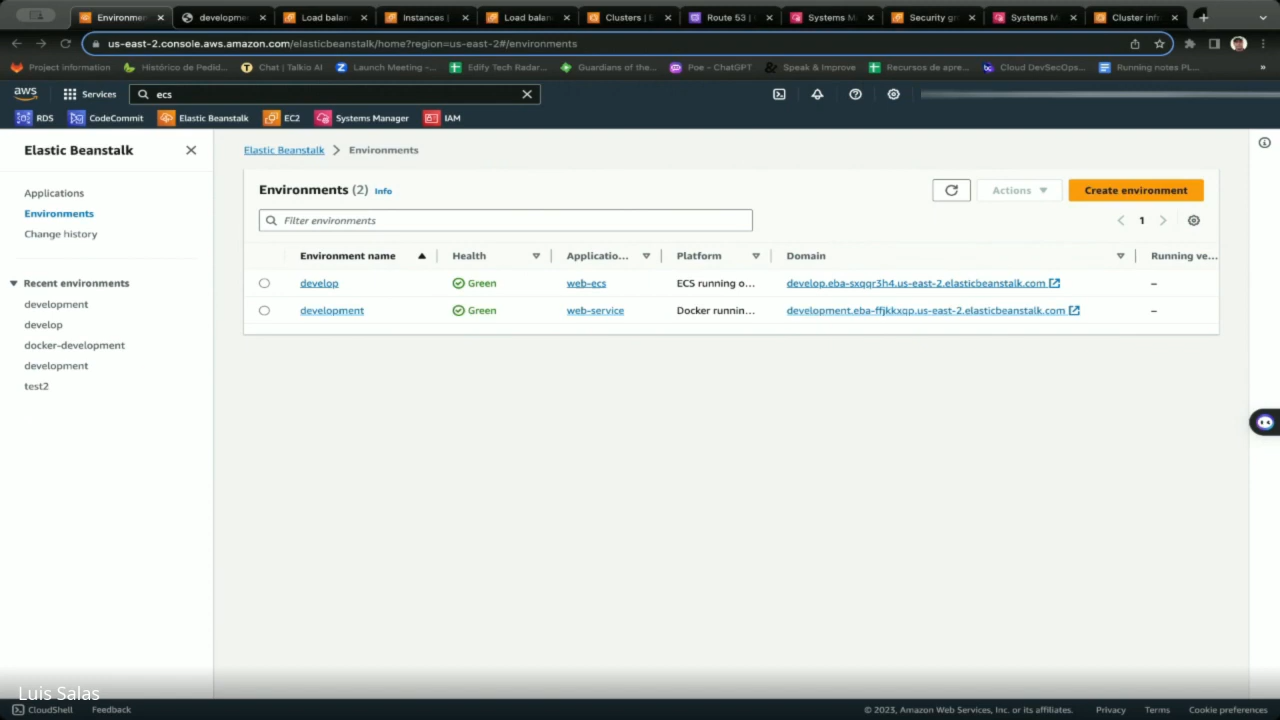 Environmen
developme
Load balan
Instances |
Load balan
Clusters | E
Route 53 |
Systems M
Security gr
Systems M
Cluster infr
us-east-2.console.aws.amazon.com/elasticbeanstalk/home?region=us-east-2#/environments
Project information
Histórico de Pedid...
Chat | Talkio AI
Launch Meeting -...
Edify Tech Radar...
Guardians of the...
Poe - ChatGPT
Speak & Improve
Recursos de apre...
Cloud DevSecOps...
Running notes PL...
»
aws
Services
ecs
RDS
CodeCommit
Elastic Beanstalk
EC2
Systems Manager
IAM
Elastic Beanstalk
Applications
Environments
Change history
Recent environments
development
develop
docker-development
development
test2
Elastic Beanstalk > Environments
Environments (2) Info
Actions
Create environment
Filter environments
1
Environment name Health Applicatio... Platform Domain Running ve...
develop Green web-ecs ECS running o... develop.eba-sxqqr3h4.us-east-2.elasticbeanstalk.com –
development Green web-service Docker runnin... development.eba-ffjkkxqp.us-east-2.elasticbeanstalk.com –
Luis Salas
CloudShell Feedback © 2023, Amazon Web Services, Inc. or its affiliates. Privacy Terms Cookie preferences